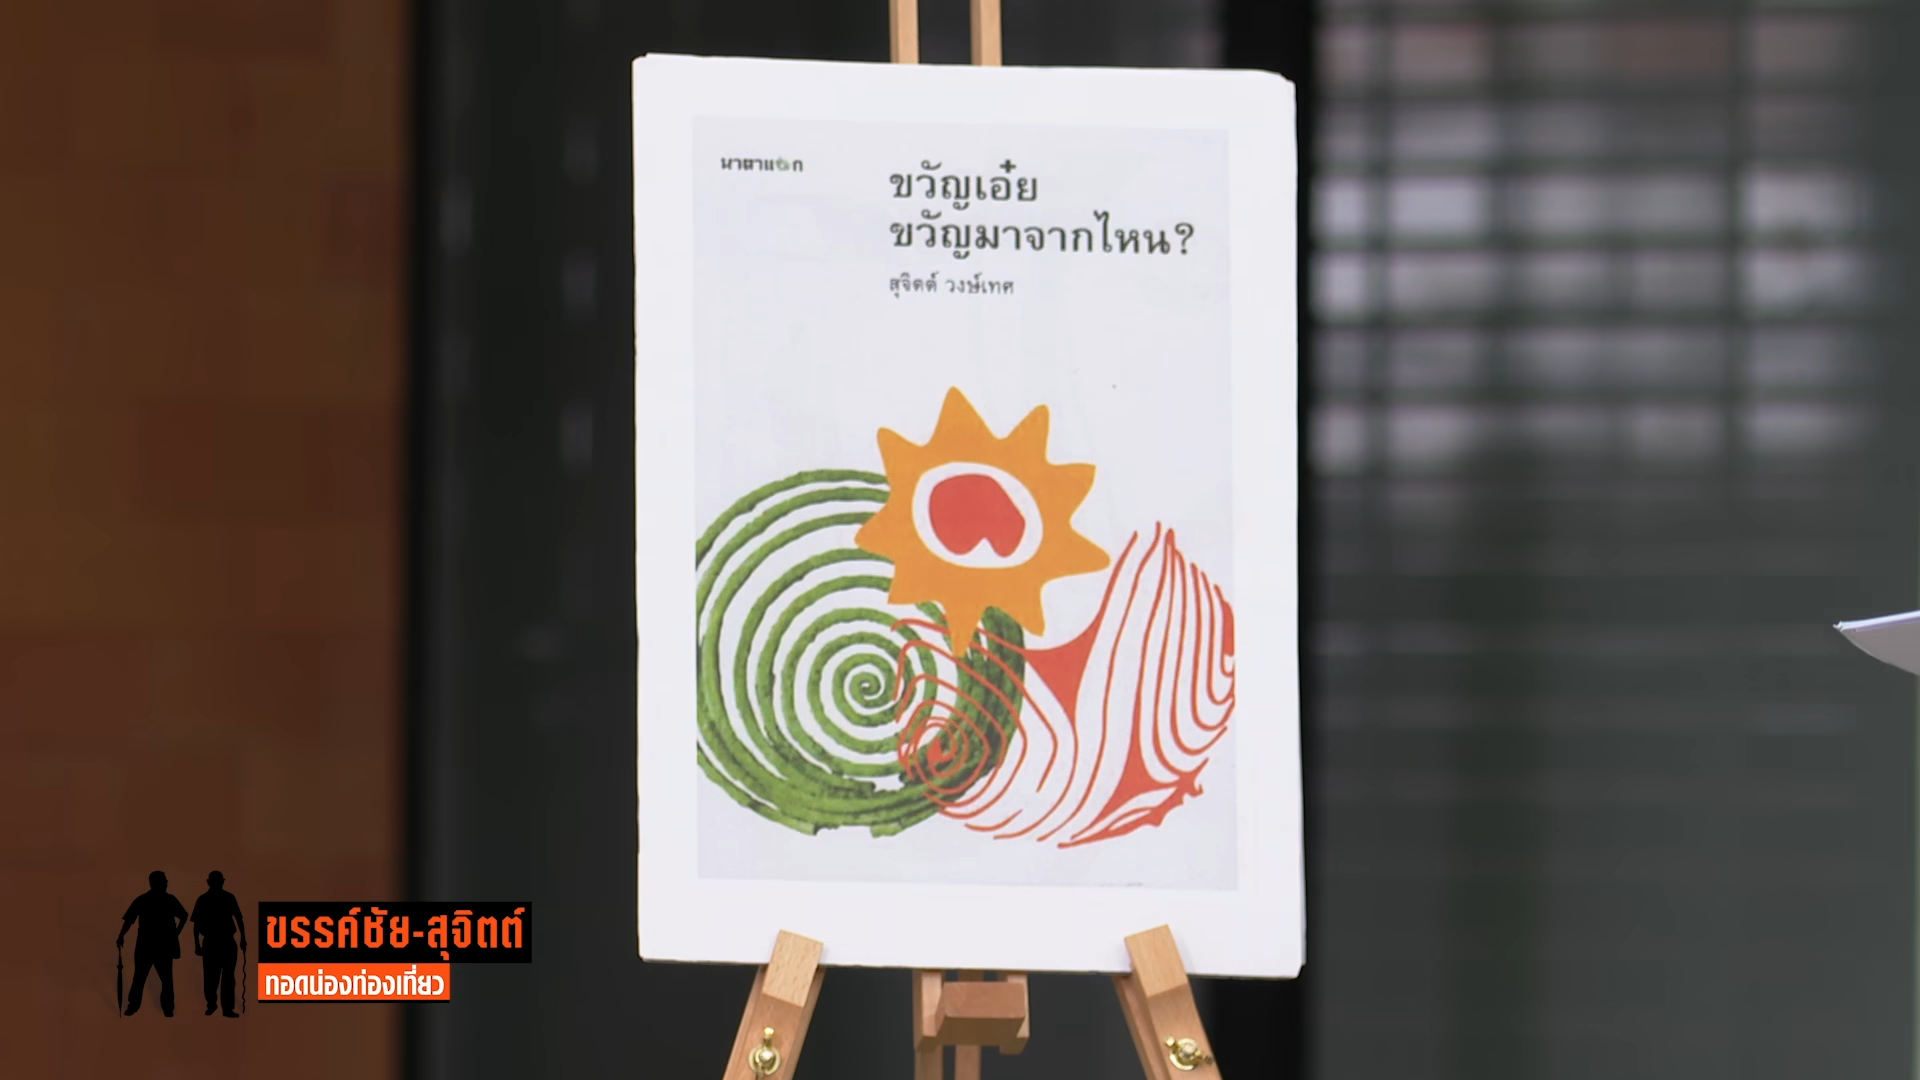 นาตาแฮก
ขวัญเอ๋ย
ขวัญมาจากไหน?
สุจิตต์ วงษ์เทศ
ขรรค์ชัย-สุจิตต์
ทอดน่องท่องเที่ยว